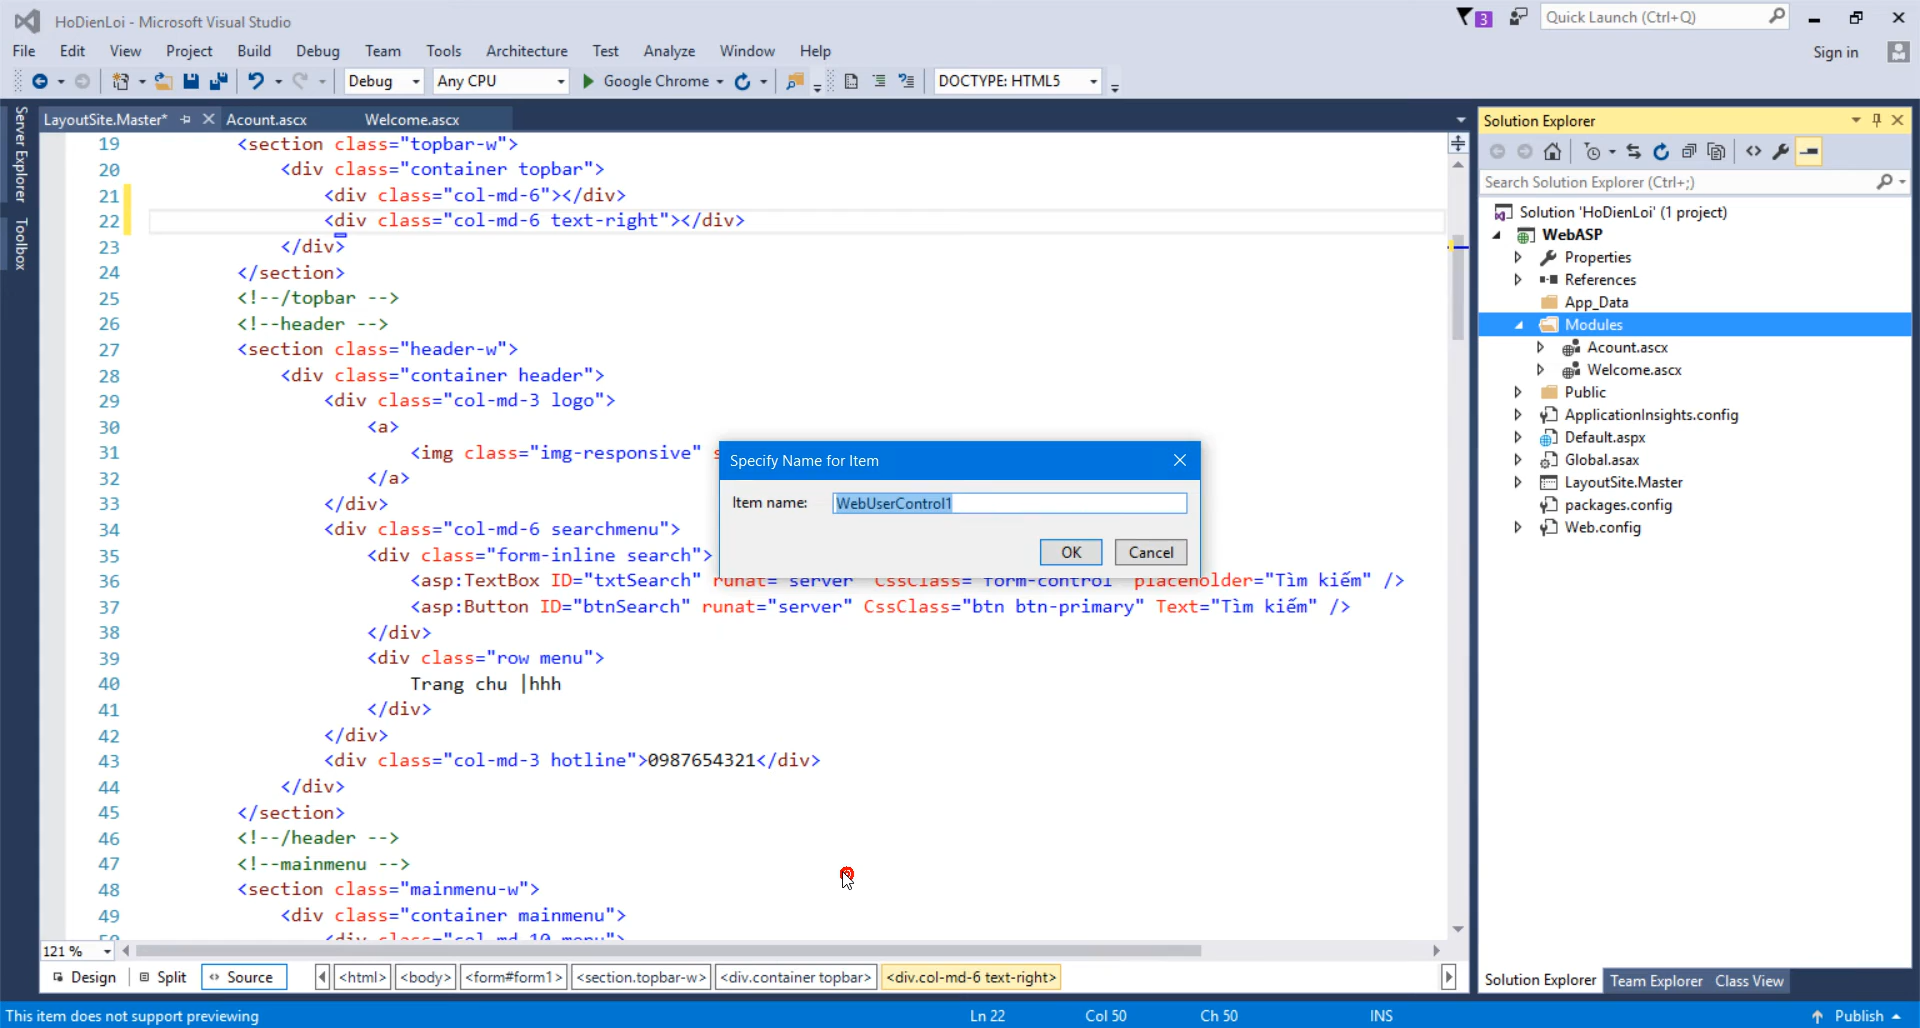 HoDienLoi - Microsoft Visual Studio
3
Quick Launch (Ctrl+Q)
File Edit View Project Build Debug Team Tools Architecture Test Analyze Window Help
Sign in
Debug Any CPU Google Chrome DOCTYPE: HTML5
Server Explorer
Toolbox
LayoutSite.Master* Acount.ascx Welcome.ascx
19 <section class="topbar-w">
20 <div class="container topbar">
21 <div class="col-md-6"></div>
22 <div class="col-md-6 text-right"></div>
23 </div>
24 </section>
25 <!--/topbar -->
26 <!--header -->
27 <section class="header-w">
28 <div class="container header">
29 <div class="col-md-3 logo">
30 <a>
31 <img class="img-responsive" s
32 </a>
33 </div>
34 <div class="col-md-6 searchmenu">
35 <div class="form-inline search">
36 <asp:TextBox ID="txtSearch" runat="server" CssClass="form-control" placeholder="Tìm kiếm" />
37 <asp:Button ID="btnSearch" runat="server" CssClass="btn btn-primary" Text="Tìm kiếm" />
38 </div>
39 <div class="row menu">
40 Trang chu |hhh
41 </div>
42 </div>
43 <div class="col-md-3 hotline">0987654321</div>
44 </div>
45 </section>
46 <!--/header -->
47 <!--mainmenu -->
48 <section class="mainmenu-w">
49 <div class="container mainmenu">
50 <div class="col-md-10 menu">
Specify Name for Item
Item name: WebUserControl1
OK Cancel
121 %
Design Split Source <html> <body> <form#form1> <section.topbar-w> <div.container topbar> <div.col-md-6 text-right>
Solution Explorer
Search Solution Explorer (Ctrl+;)
Solution 'HoDienLoi' (1 project)
WebASP
Properties
References
App_Data
Modules
Acount.ascx
Welcome.ascx
Public
ApplicationInsights.config
Default.aspx
Global.asax
LayoutSite.Master
packages.config
Web.config
Solution Explorer Team Explorer Class View
This item does not support previewing Ln 22 Col 50 Ch 50 INS Publish